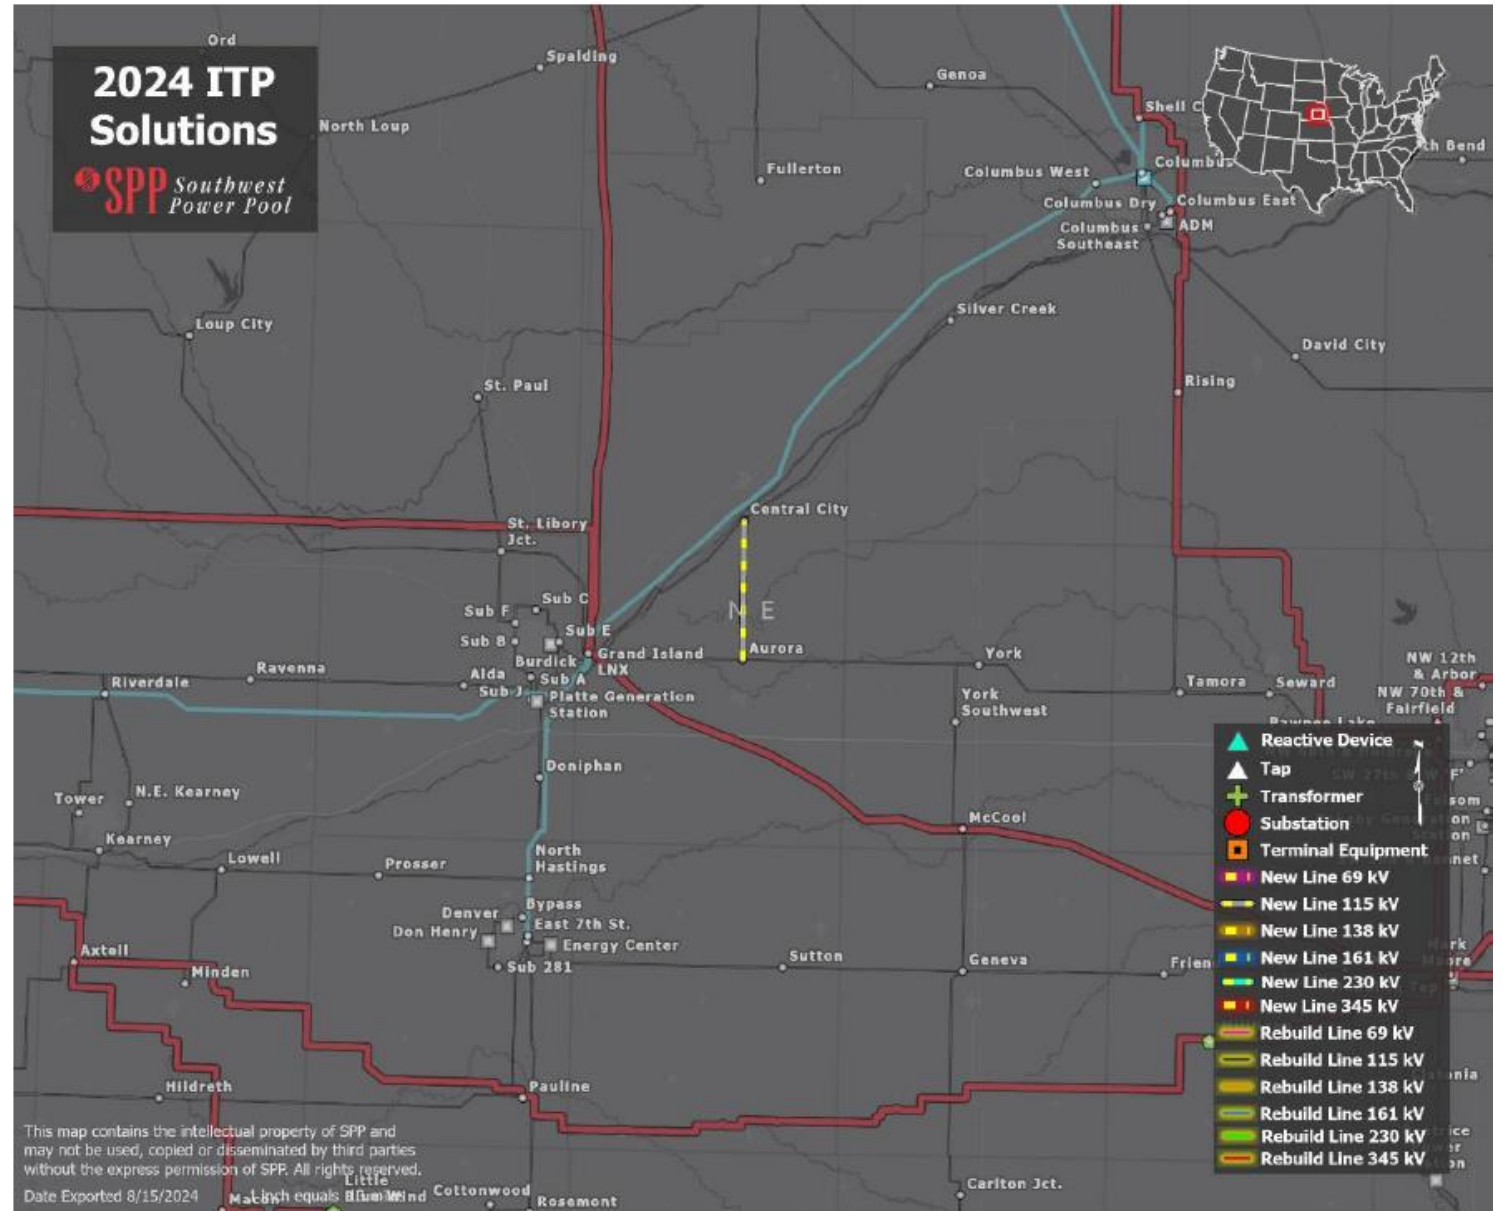 2024 ITP
Solutions
SPP Southwest
Power Pool
Ord
Spalding
North Loup
Genoa
Shell C
Fullerton
Columbus West
Columbus
ch Bend
Columbus Dry
Columbus East
Columbus
Southeast
ADM
Loup City
Silver Creek
David City
St. Paul
Rising
Central City
St. Libory
Jct.
N E
Sub C
Sub F
Sub E
Sub B
Grand Island
LNX
Burdick
Sub A
Alda
Sub J
Platte Generation
Station
Aurora
York
York
Southwest
Tamora
Seward
NW 12th
& Arbor
NW 70th &
Fairfield
Pawnee Lake
Ravenna
Riverdale
Doniphan
N.E. Kearney
Tower
Kearney
McCool
Lowell
Prosser
North
Hastings
Bypass
Denver
East 7th St.
Don Henry
Energy Center
Sub 281
Sutton
Geneva
Frien
Axtell
Minden
Hildreth
Pauline
Carlton Jct.
Cottonwood
Rosemont
Macon
Little
Reactive Device
Tap
Transformer
Substation
Terminal Equipment
New Line 69 kV
New Line 115 kV
New Line 138 kV
New Line 161 kV
New Line 230 kV
New Line 345 kV
Rebuild Line 69 kV
Rebuild Line 115 kV
Rebuild Line 138 kV
Rebuild Line 161 kV
Rebuild Line 230 kV
Rebuild Line 345 kV
This map contains the intellectual property of SPP and
may not be used, copied or disseminated by third parties
without the express permission of SPP. All rights reserved.
Date Exported 8/15/2024